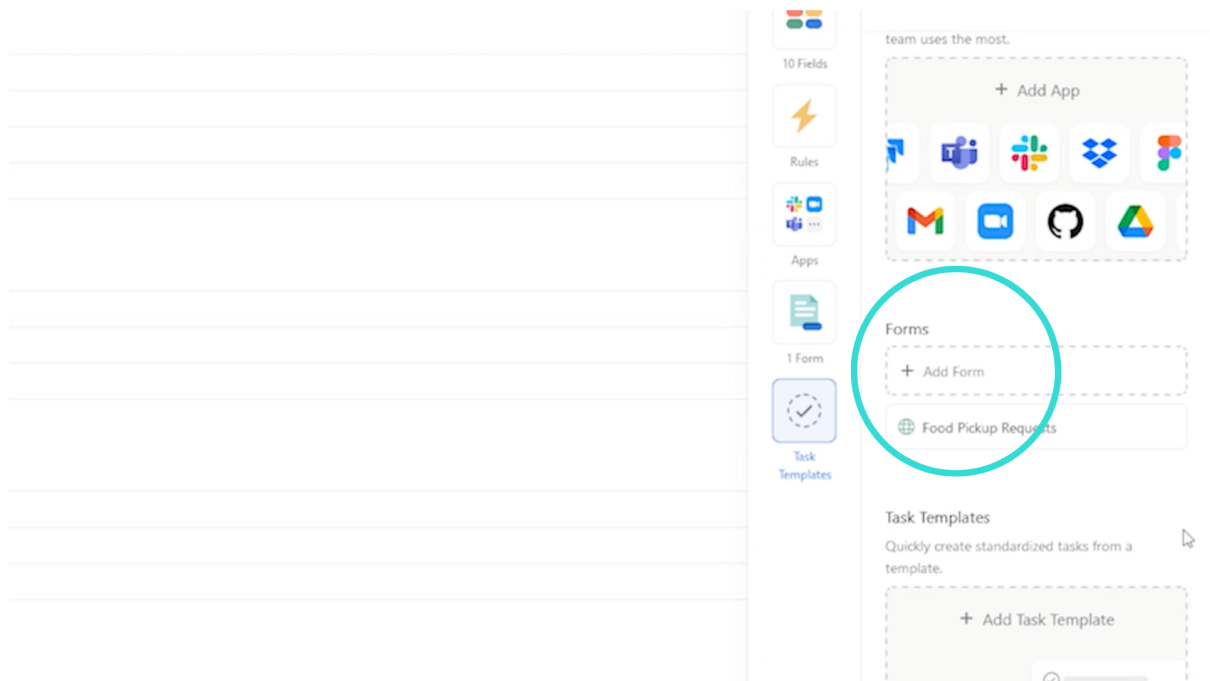 10 Fields
Rules
Apps
1 Form
Task
Templates
team uses the most.
+ Add App
Forms
+ Add Form
Food Pickup Requests
Task Templates
Quickly create standardized tasks from a
template.
+ Add Task Template